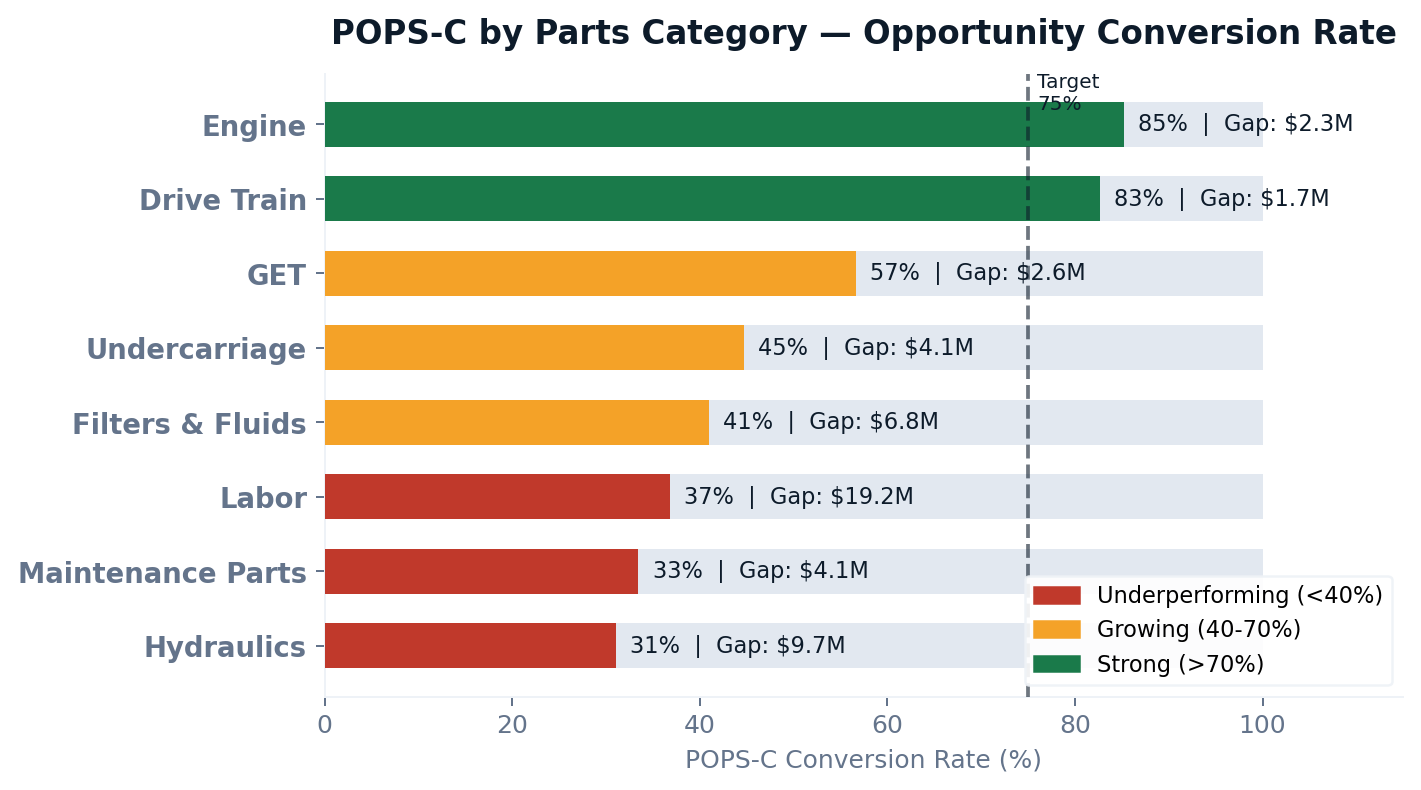 POPS-C by Parts Category — Opportunity Conversion Rate
Target
75%
Engine
85% | Gap: $2.3M
Drive Train
83% | Gap: $1.7M
GET
57% | Gap: $2.6M
Undercarriage
45% | Gap: $4.1M
Filters & Fluids
41% | Gap: $6.8M
Labor
37% | Gap: $19.2M
Maintenance Parts
33% | Gap: $4.1M
Hydraulics
31% | Gap: $9.7M
Underperforming (<40%)
Growing (40-70%)
Strong (>70%)
0 20 40 60 80 100
POPS-C Conversion Rate (%)